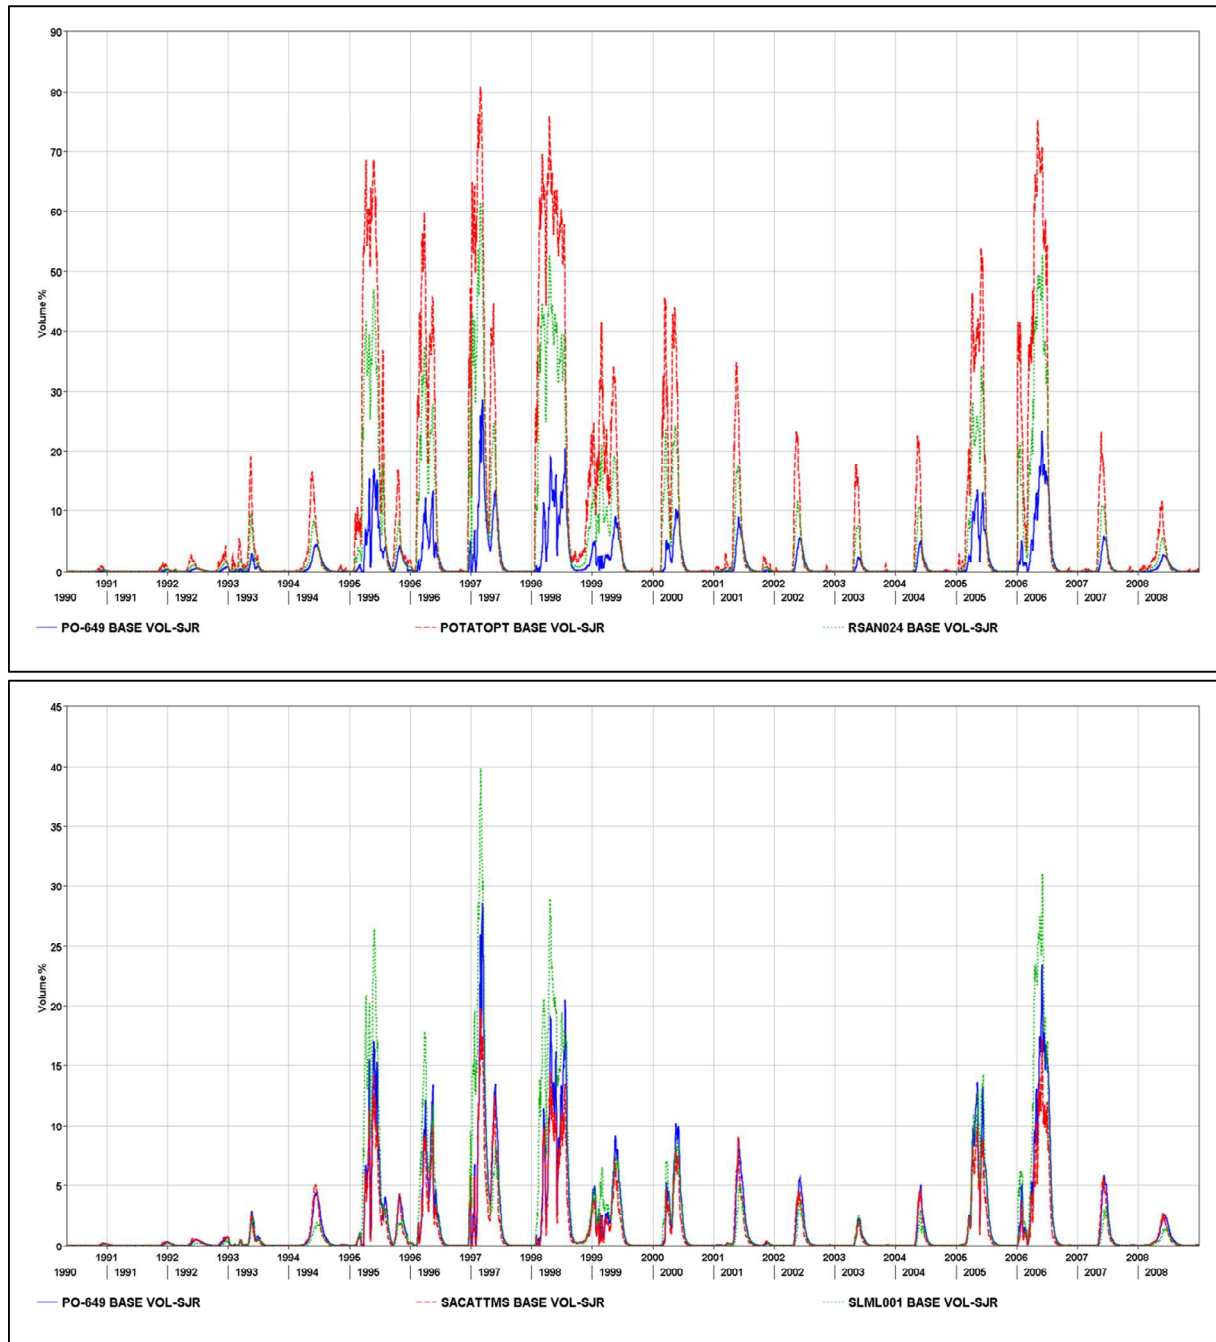 90
80
70
60
50
40
30
20
10
0
Volume %
1991 1992 1993 1994 1995 1996 1997 1998 1999 2000 2001 2002 2003 2004 2005 2006 2007 2008
1990 | 1991 | 1992 | 1993 | 1994 | 1995 | 1996 | 1997 | 1998 | 1999 | 2000 | 2001 | 2002 | 2003 | 2004 | 2005 | 2006 | 2007 | 2008
PO-649 BASE VOL-SJR POTATOPT BASE VOL-SJR RSAN024 BASE VOL-SJR
45
40
35
30
25
20
15
10
5
0
Volume %
1991 1992 1993 1994 1995 1996 1997 1998 1999 2000 2001 2002 2003 2004 2005 2006 2007 2008
1990 | 1991 | 1992 | 1993 | 1994 | 1995 | 1996 | 1997 | 1998 | 1999 | 2000 | 2001 | 2002 | 2003 | 2004 | 2005 | 2006 | 2007 | 2008
PO-649 BASE VOL-SJR SACATTMS BASE VOL-SJR SLML001 BASE VOL-SJR